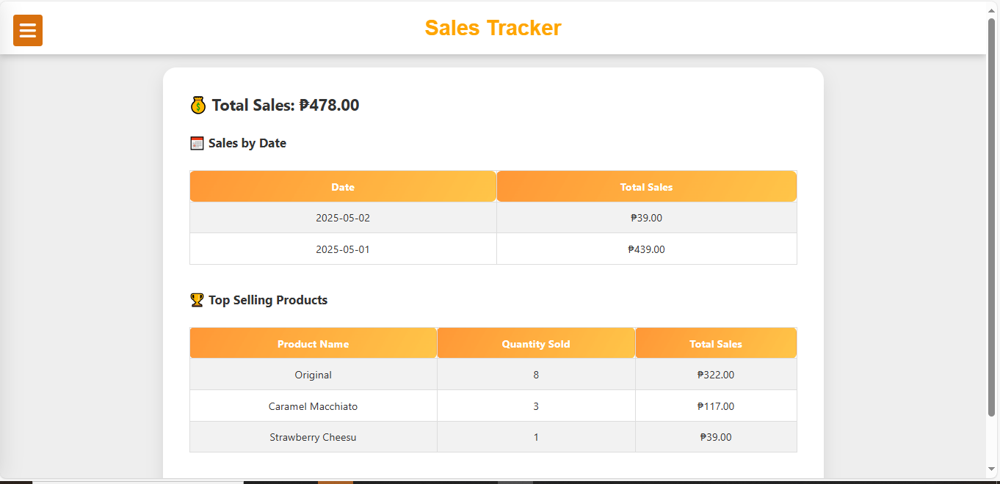 Sales Tracker
Total Sales: ₱478.00
Sales by Date
Date Total Sales
2025-05-02 ₱39.00
2025-05-01 ₱439.00
Top Selling Products
Product Name Quantity Sold Total Sales
Original 8 ₱322.00
Caramel Macchiato 3 ₱117.00
Strawberry Cheesu 1 ₱39.00